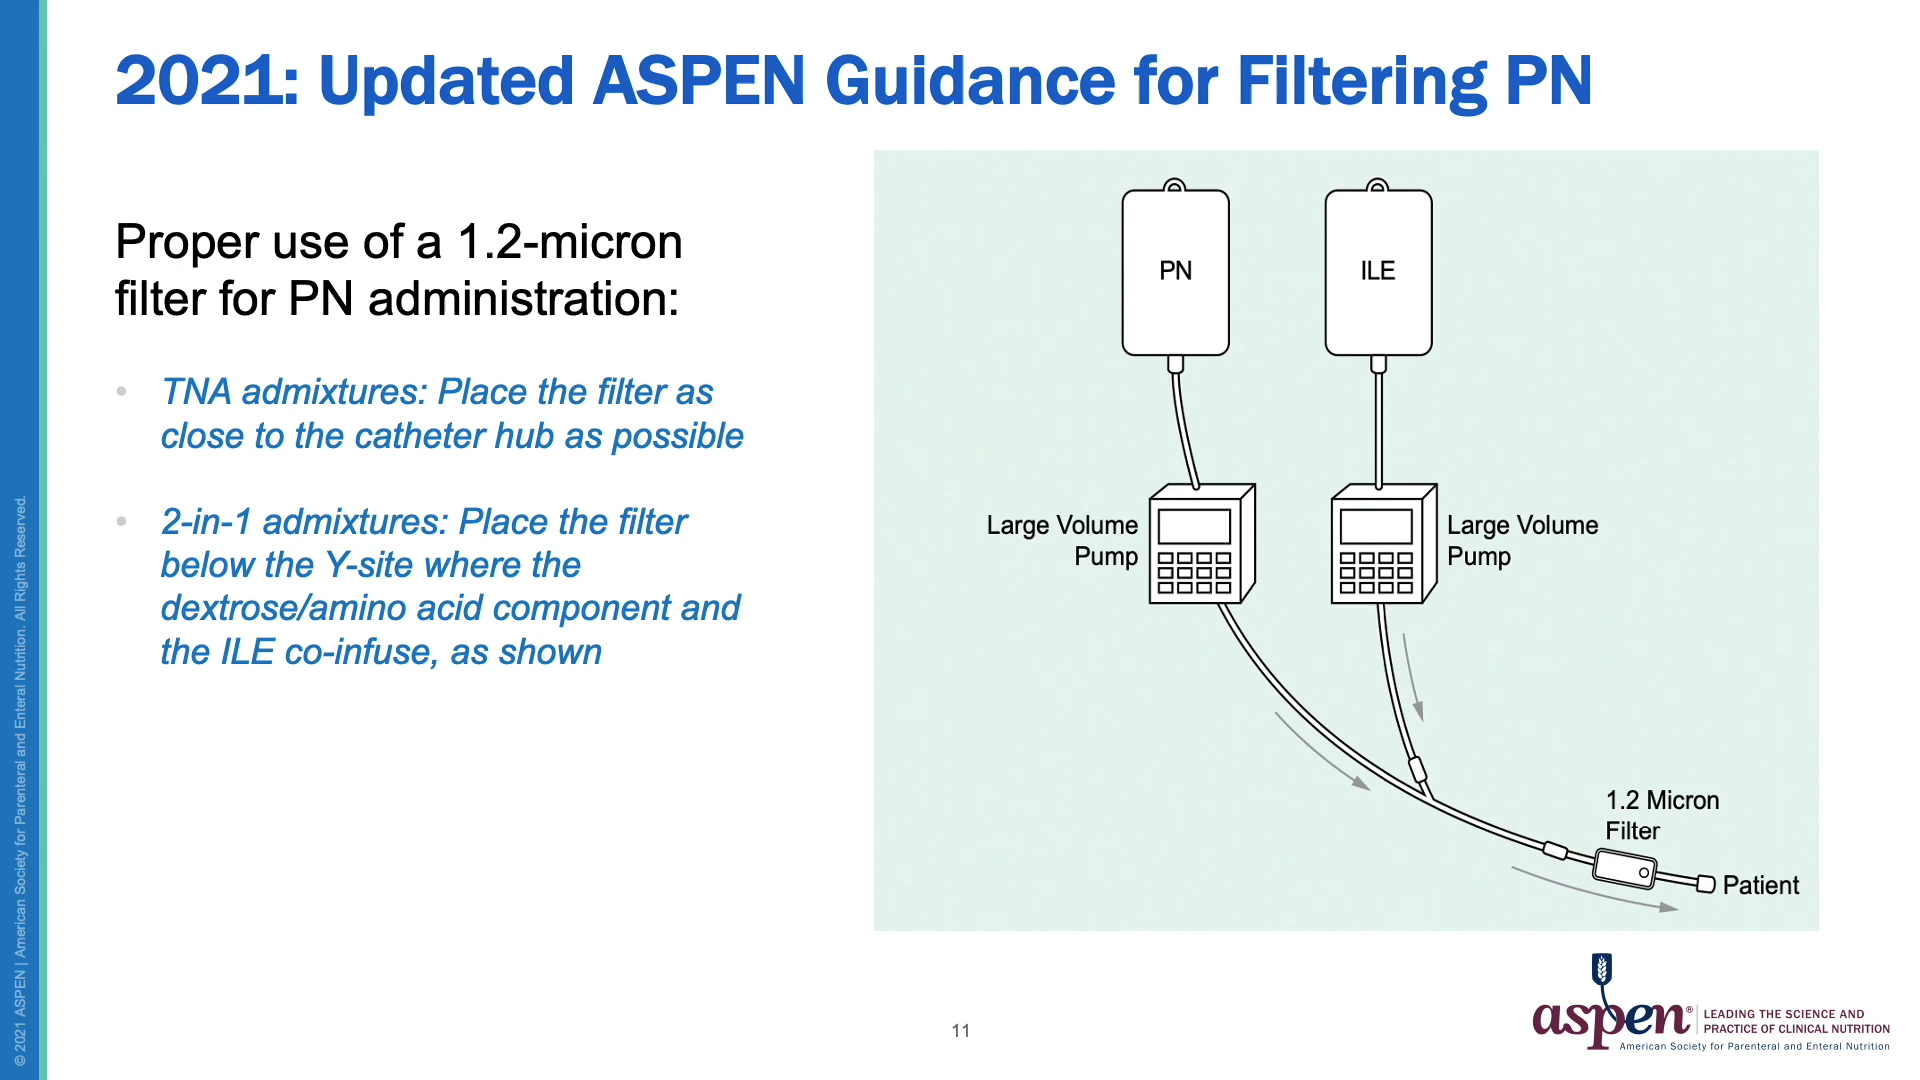 2021: Updated ASPEN Guidance for Filtering PN
Proper use of a 1.2-micron
filter for PN administration:
• TNA admixtures: Place the filter as
close to the catheter hub as possible
• 2-in-1 admixtures: Place the filter
below the Y-site where the
dextrose/amino acid component and
the ILE co-infuse, as shown
PN
ILE
Large Volume
Pump
Large Volume
Pump
1.2 Micron
Filter
Patient
© 2021 ASPEN | American Society for Parenteral and Enteral Nutrition. All Rights Reserved.
11
aspen®
LEADING THE SCIENCE AND
PRACTICE OF CLINICAL NUTRITION
American Society for Parenteral and Enteral Nutrition